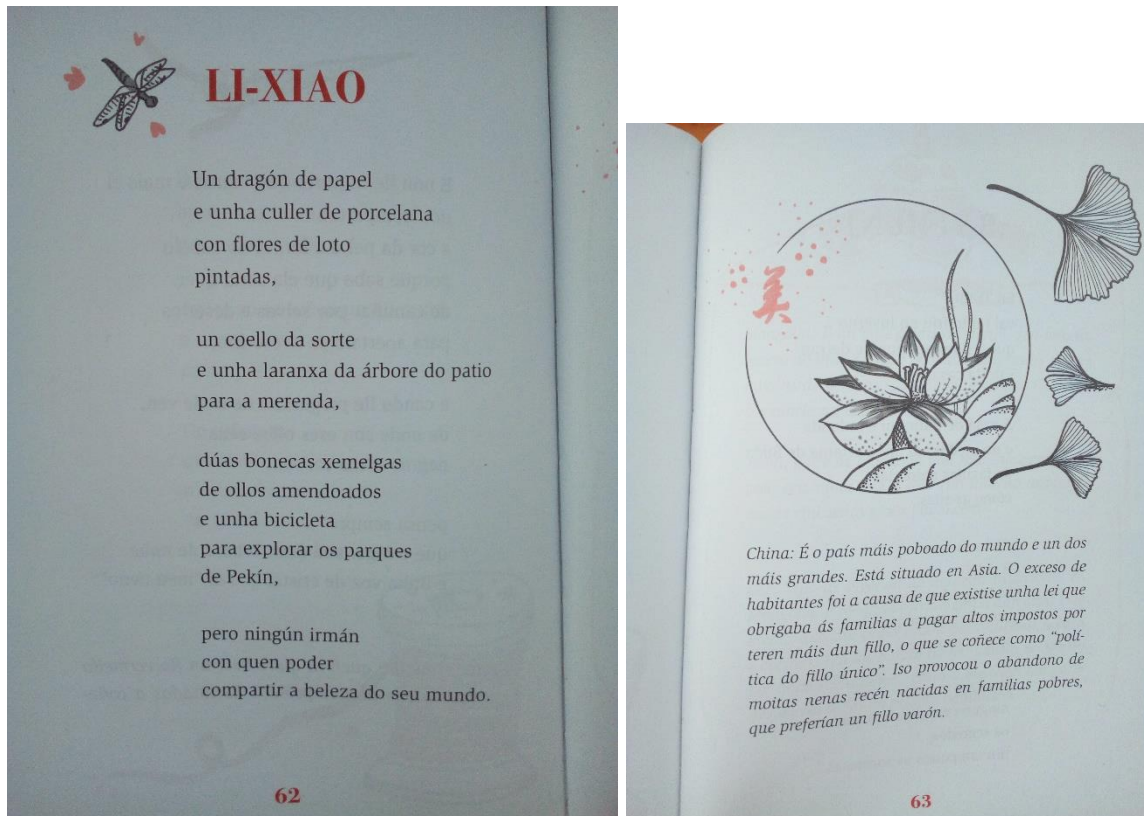 LI-XIAO
Un dragón de papel
e unha culler de porcelana
con flores de loto
pintadas,
un coello da sorte
e unha laranxa da árbore do patio
para a merenda,
dúas bonecas xemelgas
de ollos amendoados
e unha bicicleta
para explorar os parques
de Pekín,
pero ningún irmán
con quen poder
compartir a beleza do seu mundo.
62
美
China: É o país máis poboado do mundo e un dos
máis grandes. Está situado en Asia. O exceso de
habitantes foi a causa de que existise unha lei que
obrigaba ás familias a pagar altos impostos por
teren máis dun fillo, o que se coñece como “polí-
tica do fillo único”. Iso provocou o abandono de
moitas nenas recén nacidas en familias pobres,
que preferían un fillo varón.
63